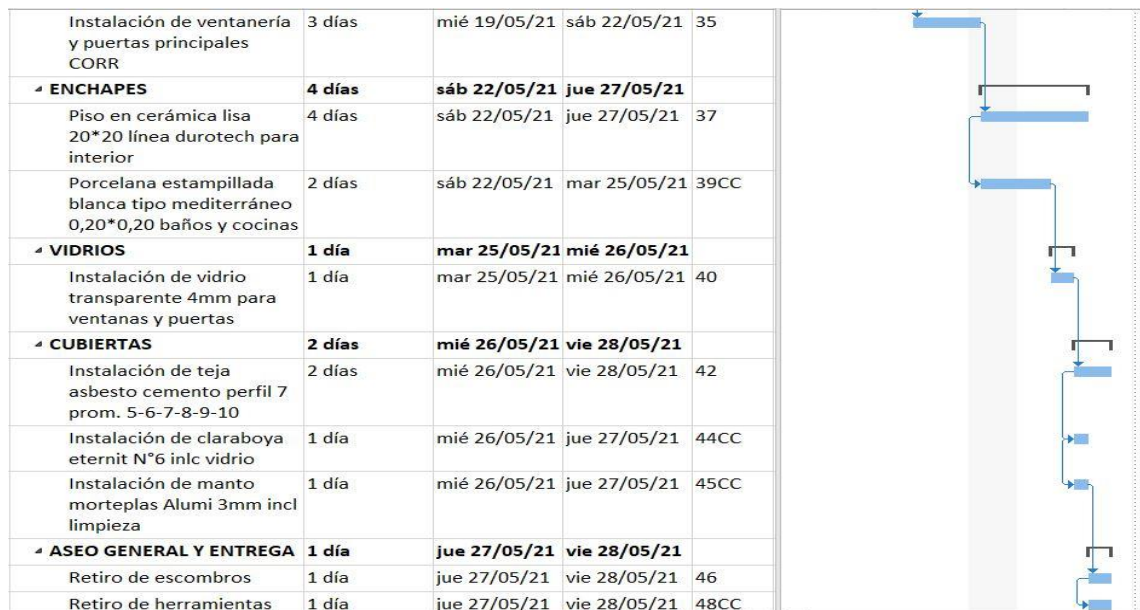 Instalación de ventanería 3 días mié 19/05/21 sáb 22/05/21 35
y puertas principales
CORR
ENCHAPES 4 días sáb 22/05/21 jue 27/05/21
Piso en cerámica lisa 4 días sáb 22/05/21 jue 27/05/21 37
20*20 línea durotech para
interior
Porcelana estampillada 2 días sáb 22/05/21 mar 25/05/21 39CC
blanca tipo mediterráneo
0,20*0,20 baños y cocinas
VIDRIOS 1 día mar 25/05/21 mié 26/05/21
Instalación de vidrio 1 día mar 25/05/21 mié 26/05/21 40
transparente 4mm para
ventanas y puertas
CUBIERTAS 2 días mié 26/05/21 vie 28/05/21
Instalación de teja 2 días mié 26/05/21 vie 28/05/21 42
asbesto cemento perfil 7
prom. 5-6-7-8-9-10
Instalación de claraboya 1 día mié 26/05/21 jue 27/05/21 44CC
eternit N°6 inlc vidrio
Instalación de manto 1 día mié 26/05/21 jue 27/05/21 45CC
morteplas Alumi 3mm incl
limpieza
ASEO GENERAL Y ENTREGA 1 día jue 27/05/21 vie 28/05/21
Retiro de escombros 1 día jue 27/05/21 vie 28/05/21 46
Retiro de herramientas 1 día jue 27/05/21 vie 28/05/21 48CC